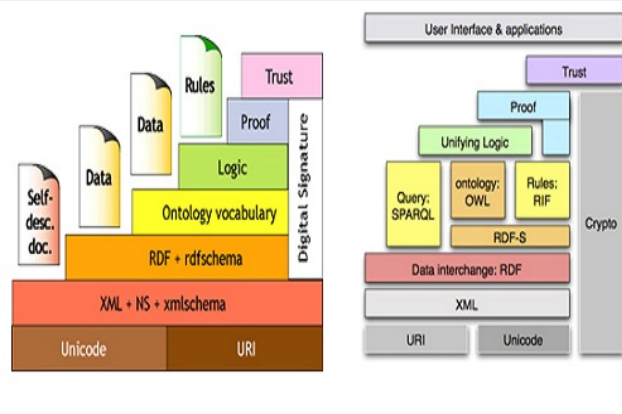 Rules
Trust
Data
Proof
Data
Logic
Self-
desc.
doc.
Ontology vocabulary
Digital Signature
RDF + rdfschema
XML + NS + xmlschema
Unicode
URI
User Interface & applications
Trust
Proof
Unifying Logic
Query:
SPARQL
ontology:
OWL
Rules:
RIF
Crypto
RDF-S
Data interchange: RDF
XML
URI
Unicode